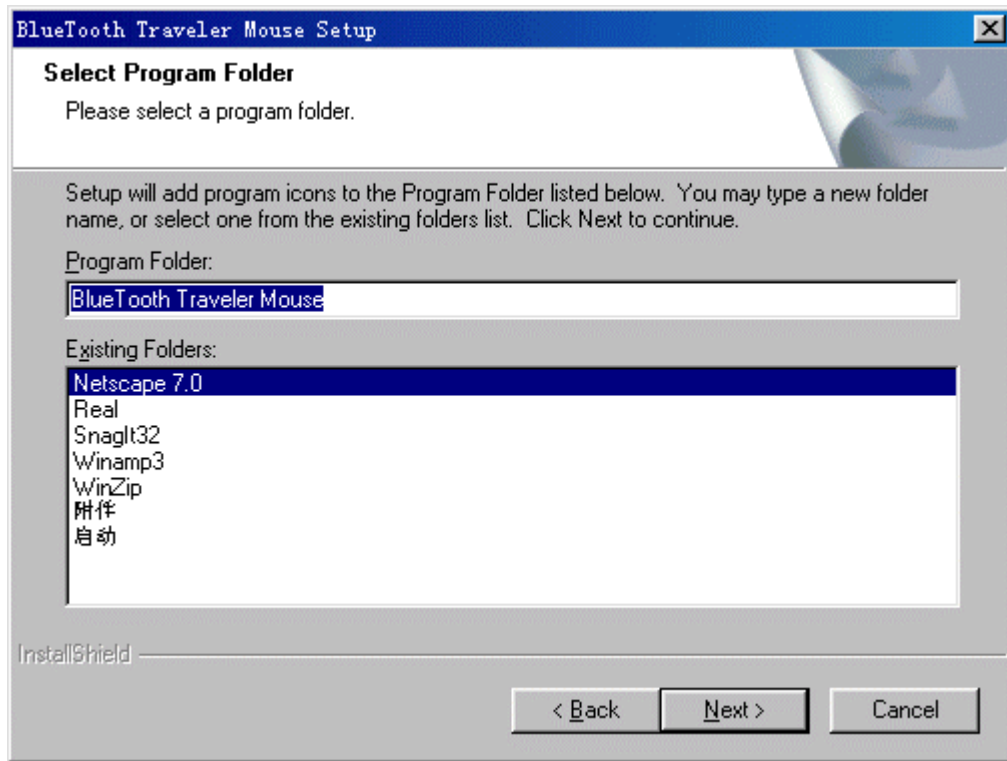 BlueTooth Traveler Mouse Setup
Select Program Folder
Please select a program folder.
Setup will add program icons to the Program Folder listed below. You may type a new folder
name, or select one from the existing folders list. Click Next to continue.
Program Folder:
BlueTooth Traveler Mouse
Existing Folders:
Netscape 7.0
Real
SnagIt32
Winamp3
WinZip
附件
启动
InstallShield
< Back
Next >
Cancel